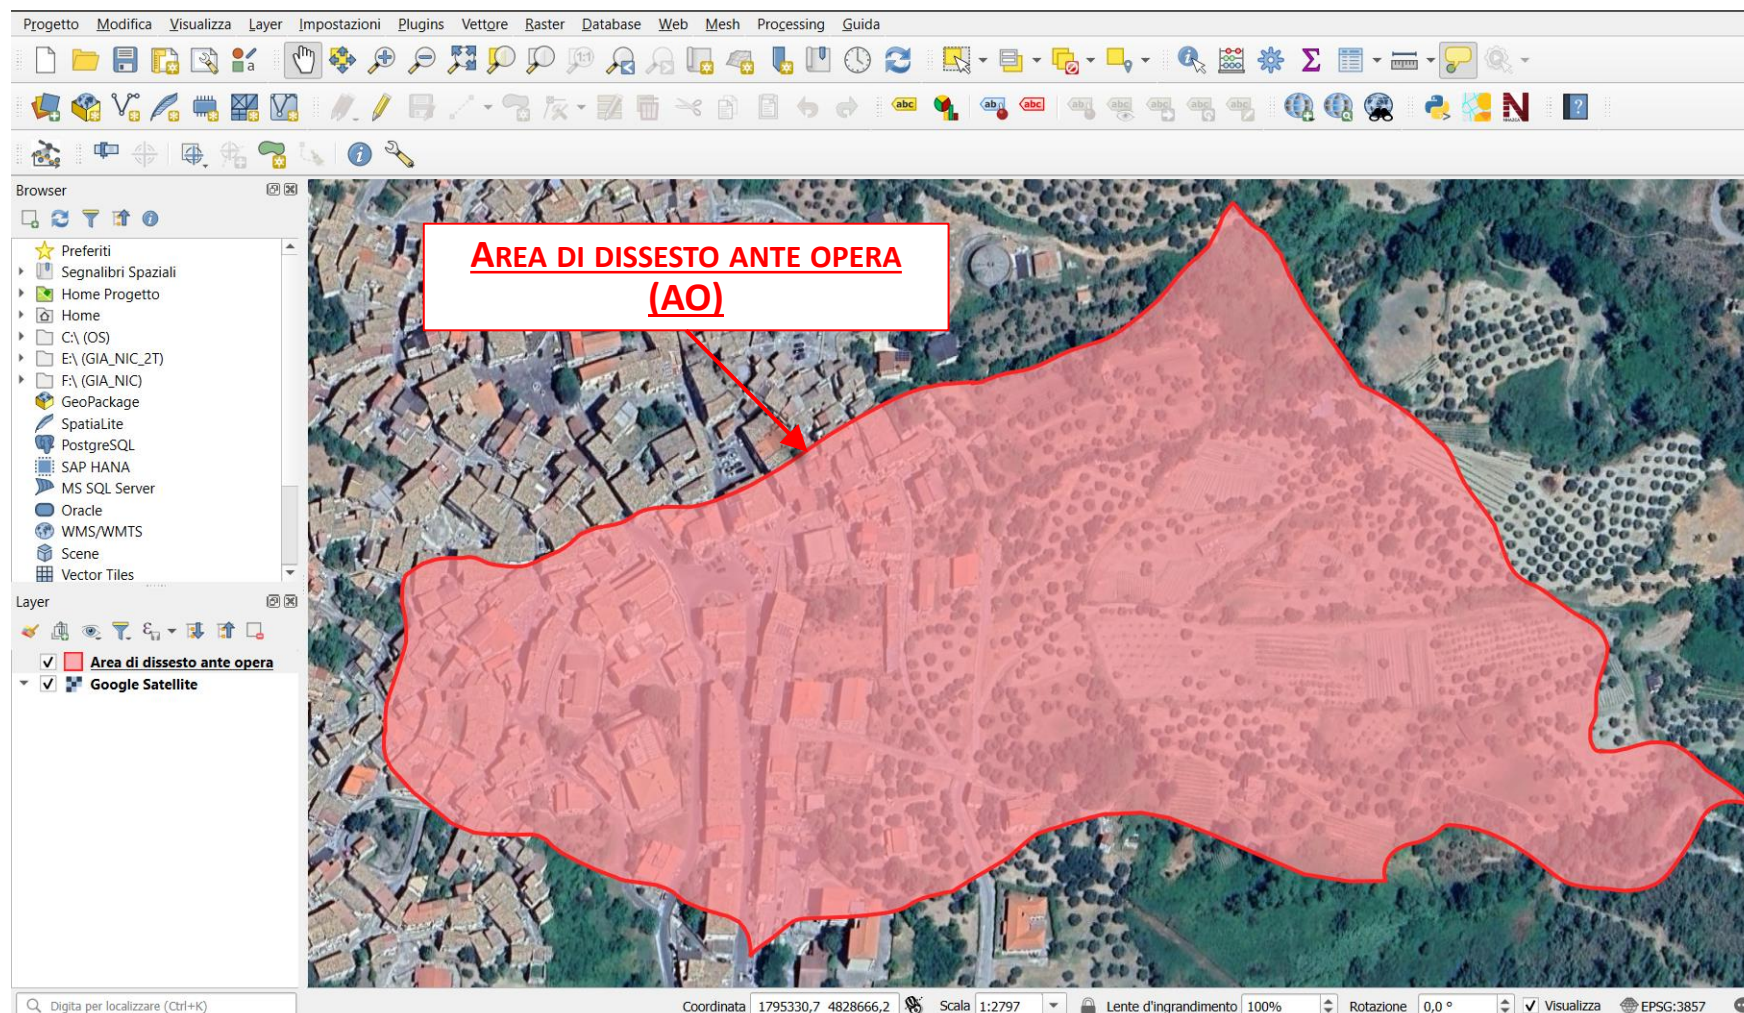 Progetto Modifica Visualizza Layer Impostazioni Plugins Vettore Raster Database Web Mesh Processing Guida
Browser
Preferiti
Segnalibri Spaziali
Home Progetto
Home
C:\ (OS)
E:\ (GIA_NIC_2T)
F:\ (GIA_NIC)
GeoPackage
SpatiaLite
PostgreSQL
SAP HANA
MS SQL Server
Oracle
WMS/WMTS
Scene
Vector Tiles
Layer
Area di dissesto ante opera
Google Satellite
AREA DI DISSESTO ANTE OPERA
(AO)
Digita per localizzare (Ctrl+K)
Coordinata 1795330,7 4828666,2 Scala 1:2797 Lente d'ingrandimento 100% Rotazione 0,0 ° Visualizza EPSG:3857